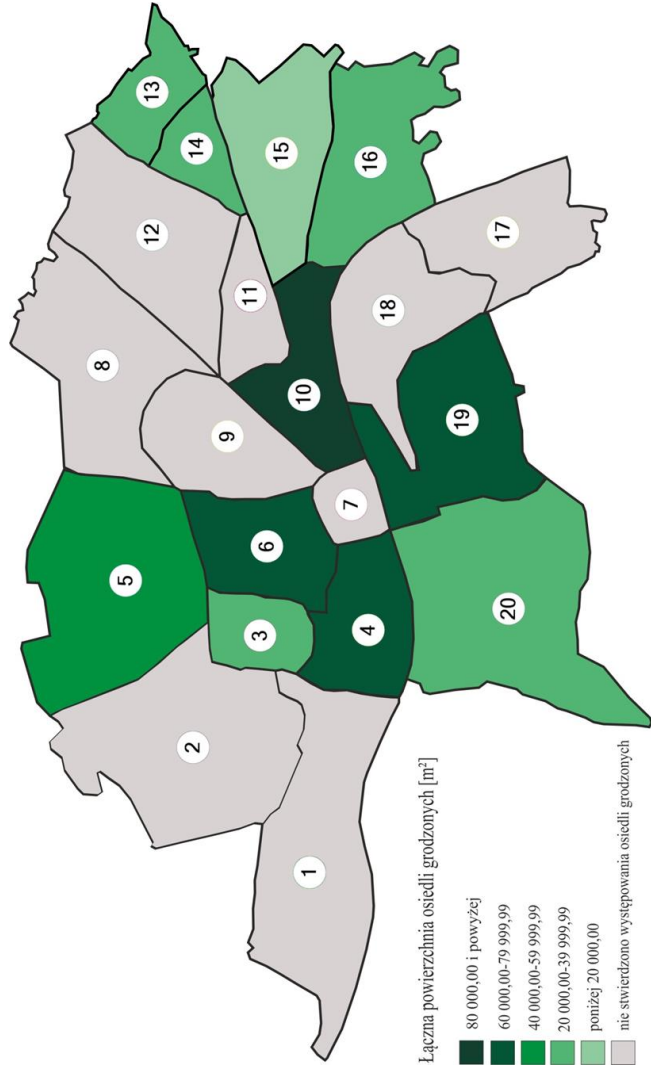 1
2
3
4
5
6
7
8
9
10
11
12
13
14
15
16
17
18
19
20
Łączna powierzchnia osiedli grodzonych [m²]
80 000,00 i powyżej
60 000,00-79 999,99
40 000,00-59 999,99
20 000,00-39 999,99
poniżej 20 000,00
nie stwierdzono występowania osiedli grodzonych